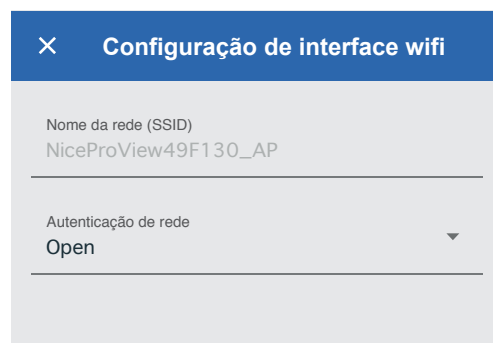 Configuração de interface wifi
Nome da rede (SSID)
NiceProView49F130_AP
Autenticação de rede
Open